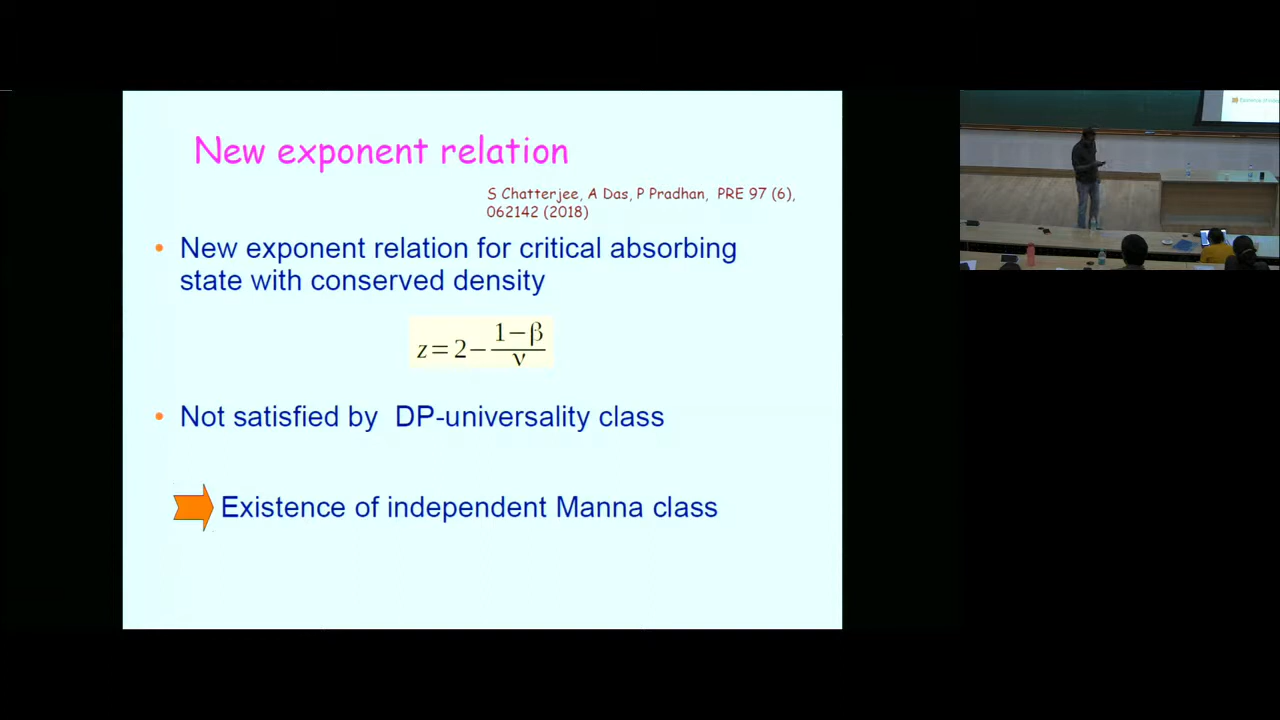 New exponent relation
S Chatterjee, A Das, P Pradhan, PRE 97 (6),
062142 (2018)
• New exponent relation for critical absorbing
state with conserved density
z=2−(1−β)/ν
• Not satisfied by DP-universality class
Existence of independent Manna class